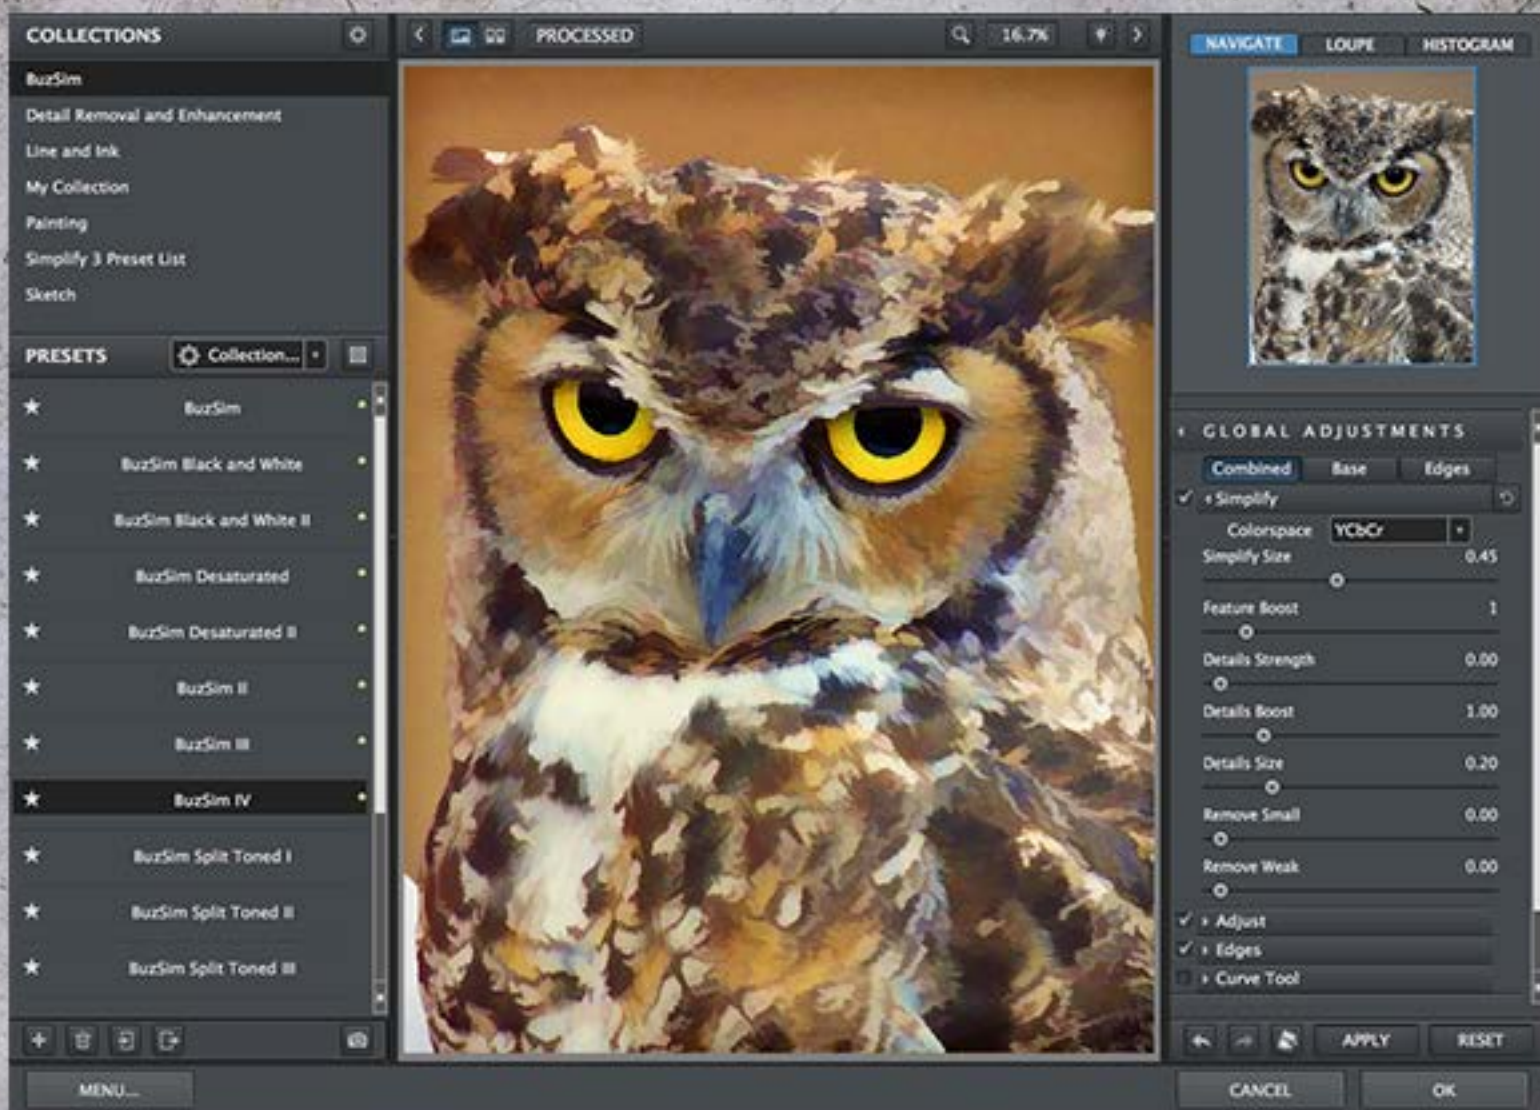 COLLECTIONS
BuzSim
Detail Removal and Enhancement
Line and Ink
My Collection
Painting
Simplify 3 Preset List
Sketch
PRESETS
Collection...
BuzSim
BuzSim Black and White
BuzSim Black and White II
BuzSim Desaturated
BuzSim Desaturated II
BuzSim II
BuzSim III
BuzSim IV
BuzSim Split Toned I
BuzSim Split Toned II
BuzSim Split Toned III
MENU...
PROCESSED
16.7%
NAVIGATE LOUPE HISTOGRAM
GLOBAL ADJUSTMENTS
Combined Base Edges
Simplify
Colorspace YCbCr
Simplify Size 0.45
Feature Boost 1
Details Strength 0.00
Details Boost 1.00
Details Size 0.20
Remove Small 0.00
Remove Weak 0.00
Adjust
Edges
Curve Tool
APPLY RESET
CANCEL OK